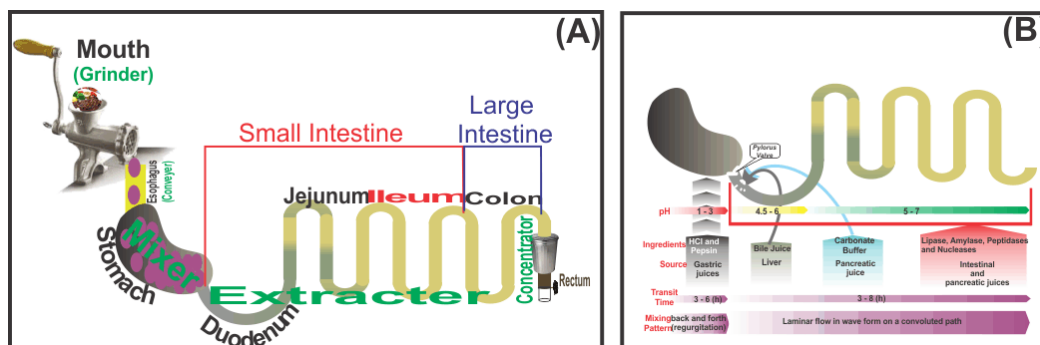 (A)
Mouth
(Grinder)
Esophagus
(Conveyer)
Small Intestine
Large
Intestine
Jejunum
Ileum
Colon
Mixer
Stomach
Duodenum
Extracter
Concentrator
Rectum
(B)
Pylorus
Valve
pH
1 - 3
4.5 - 6
5 - 7
Ingredients
HCl and
Pepsin
Bile Juice
Carbonate
Buffer
Lipase, Amylase, Peptidases
and Nucleases
Source
Gastric
juices
Liver
Pancreatic
juice
Intestinal
and
pancreatic juices
Transit
Time
3 - 6 (h)
3 - 8 (h)
Mixing
Pattern
back and forth
(regurgitation)
Laminar flow in wave form on a convoluted path